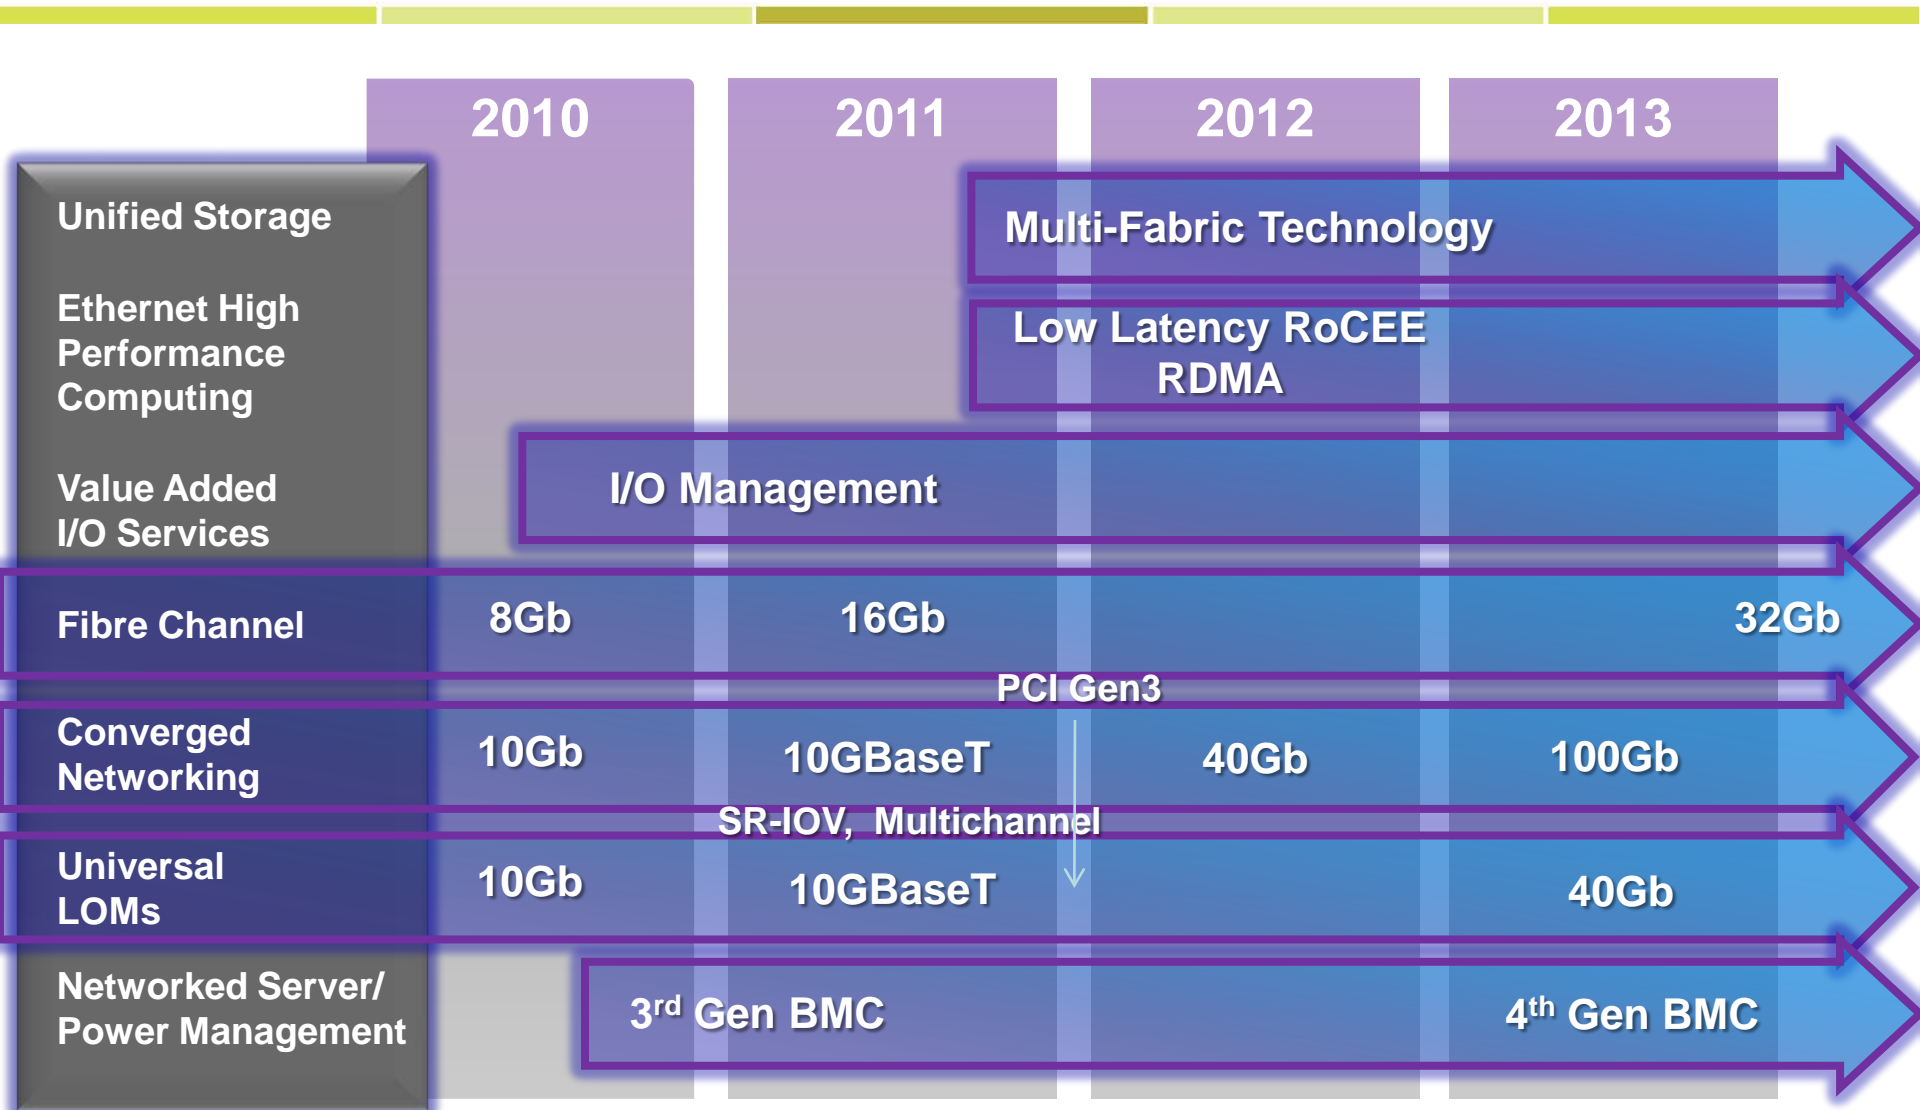 2010
2011
2012
2013
Unified Storage
Multi-Fabric Technology
Ethernet High
Performance
Computing
Low Latency RoCEE
RDMA
Value Added
I/O Services
I/O Management
Fibre Channel
8Gb
16Gb
32Gb
PCI Gen3
Converged
Networking
10Gb
10GBaseT
40Gb
100Gb
SR-IOV, Multichannel
Universal
LOMs
10Gb
10GBaseT
40Gb
Networked Server/
Power Management
3rd Gen BMC
4th Gen BMC